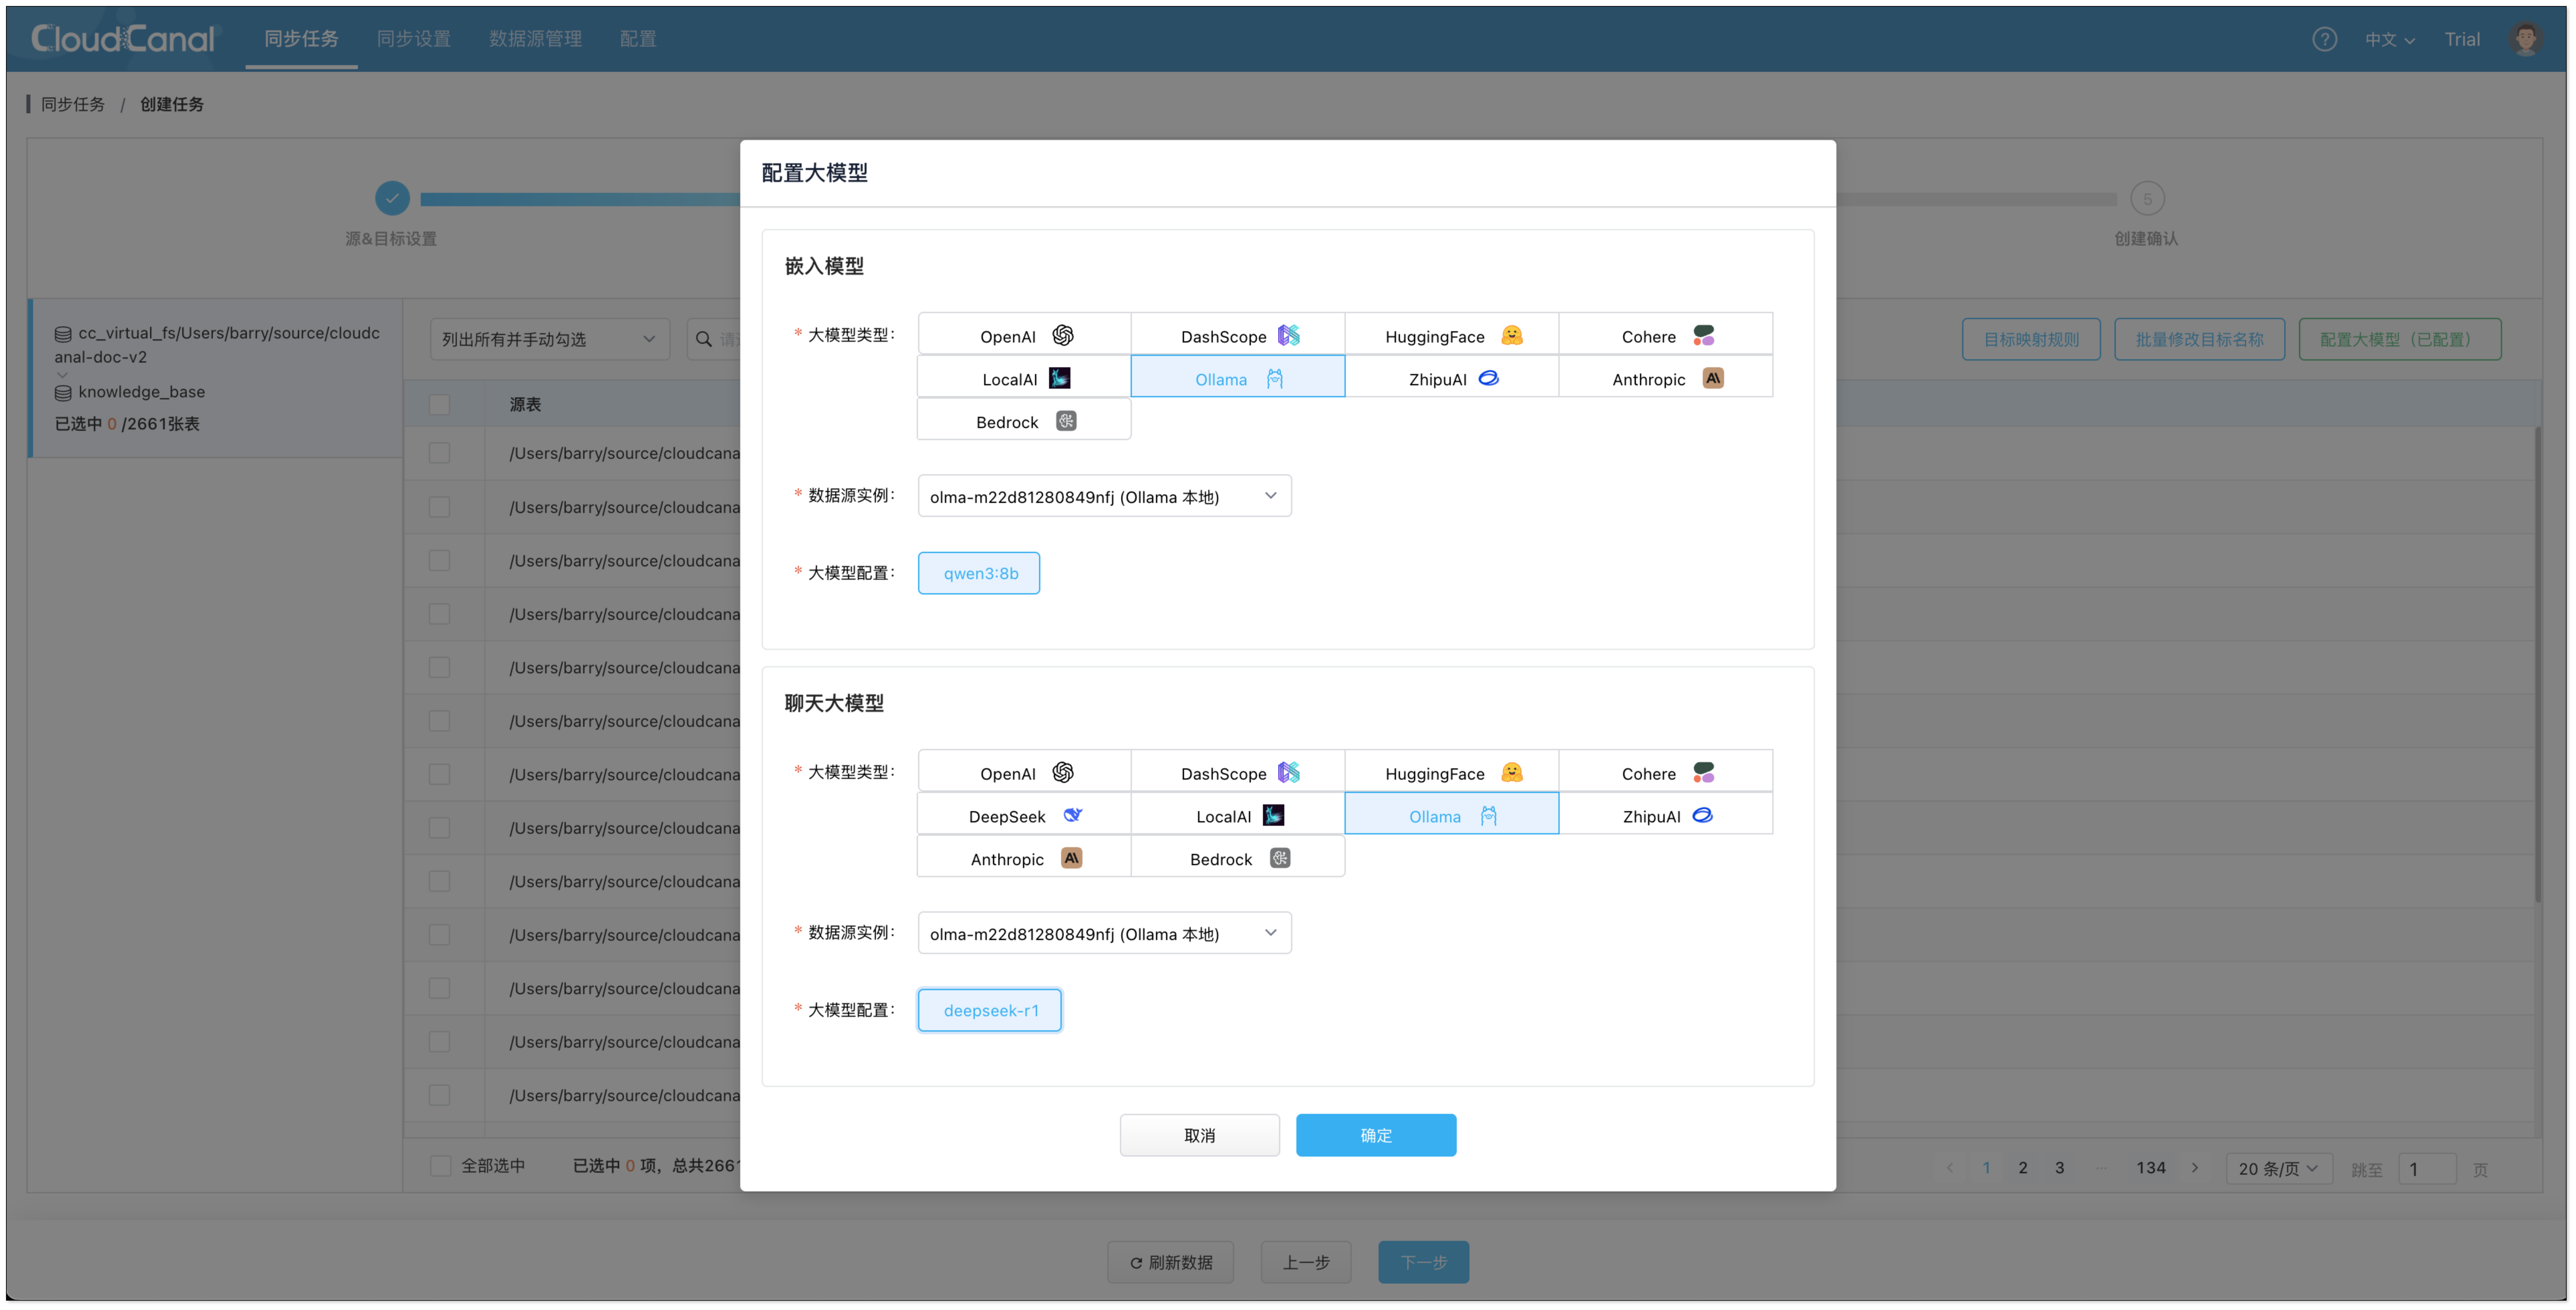 CloudCanal 同步任务 同步设置 数据源管理 配置 ? 中文 Trial
同步任务 / 创建任务
源&目标设置
5
创建确认
cc_virtual_fs/Users/barry/source/cloudc
anal-doc-v2
knowledge_base
已选中 0 /2661张表
列出所有并手动勾选
目标映射规则 批量修改目标名称 配置大模型（已配置）
源表
/Users/barry/source/cloudcana
/Users/barry/source/cloudcana
/Users/barry/source/cloudcana
/Users/barry/source/cloudcana
/Users/barry/source/cloudcana
/Users/barry/source/cloudcana
/Users/barry/source/cloudcana
/Users/barry/source/cloudcana
/Users/barry/source/cloudcana
/Users/barry/source/cloudcana
/Users/barry/source/cloudcana
/Users/barry/source/cloudcana
/Users/barry/source/cloudcana
全部选中 已选中 0 项，总共2661
1 2 3 ··· 134 20 条/页 跳至 1 页
刷新数据 上一步 下一步
配置大模型
嵌入模型
* 大模型类型: OpenAI DashScope HuggingFace Cohere
LocalAI Ollama ZhipuAI Anthropic
Bedrock
* 数据源实例: olma-m22d81280849nfj (Ollama 本地)
* 大模型配置: qwen3:8b
聊天大模型
* 大模型类型: OpenAI DashScope HuggingFace Cohere
DeepSeek LocalAI Ollama ZhipuAI
Anthropic Bedrock
* 数据源实例: olma-m22d81280849nfj (Ollama 本地)
* 大模型配置: deepseek-r1
取消 确定